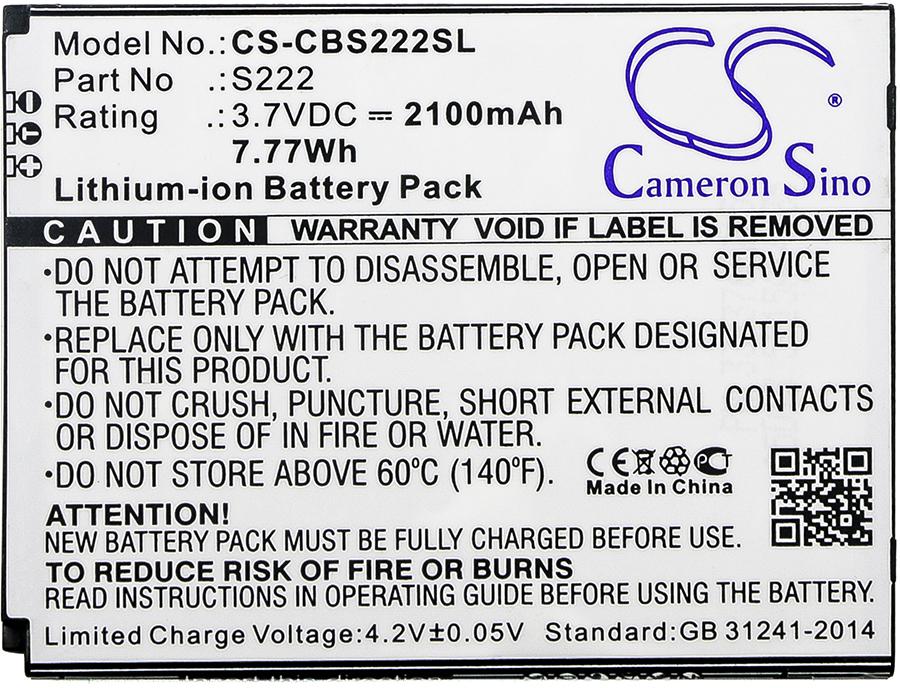 Model No.: CS-CBS222SL
Part No .: S222
Rating .: 3.7VDC ⎓ 2100mAh
7.77Wh
Lithium-ion Battery Pack
CS
®
Cameron Sino
CAUTION WARRANTY VOID IF LABEL IS REMOVED
·DO NOT ATTEMPT TO DISASSEMBLE, OPEN OR SERVICE
THE BATTERY PACK.
·REPLACE ONLY WITH THE BATTERY PACK DESIGNATED
FOR THIS PRODUCT.
·DO NOT CRUSH, PUNCTURE, SHORT EXTERNAL CONTACTS
OR DISPOSE OF IN FIRE OR WATER.
·DO NOT STORE ABOVE 60°C (140°F).
CE PCT
Made In China
ATTENTION!
NEW BATTERY PACK MUST BE FULLY CHARGED BEFORE USE.
TO REDUCE RISK OF FIRE OR BURNS
READ INSTRUCTIONS CAREFULLY BEFORE USING THE BATTERY.
Limited Charge Voltage:4.2V±0.05V Standard:GB 31241-2014